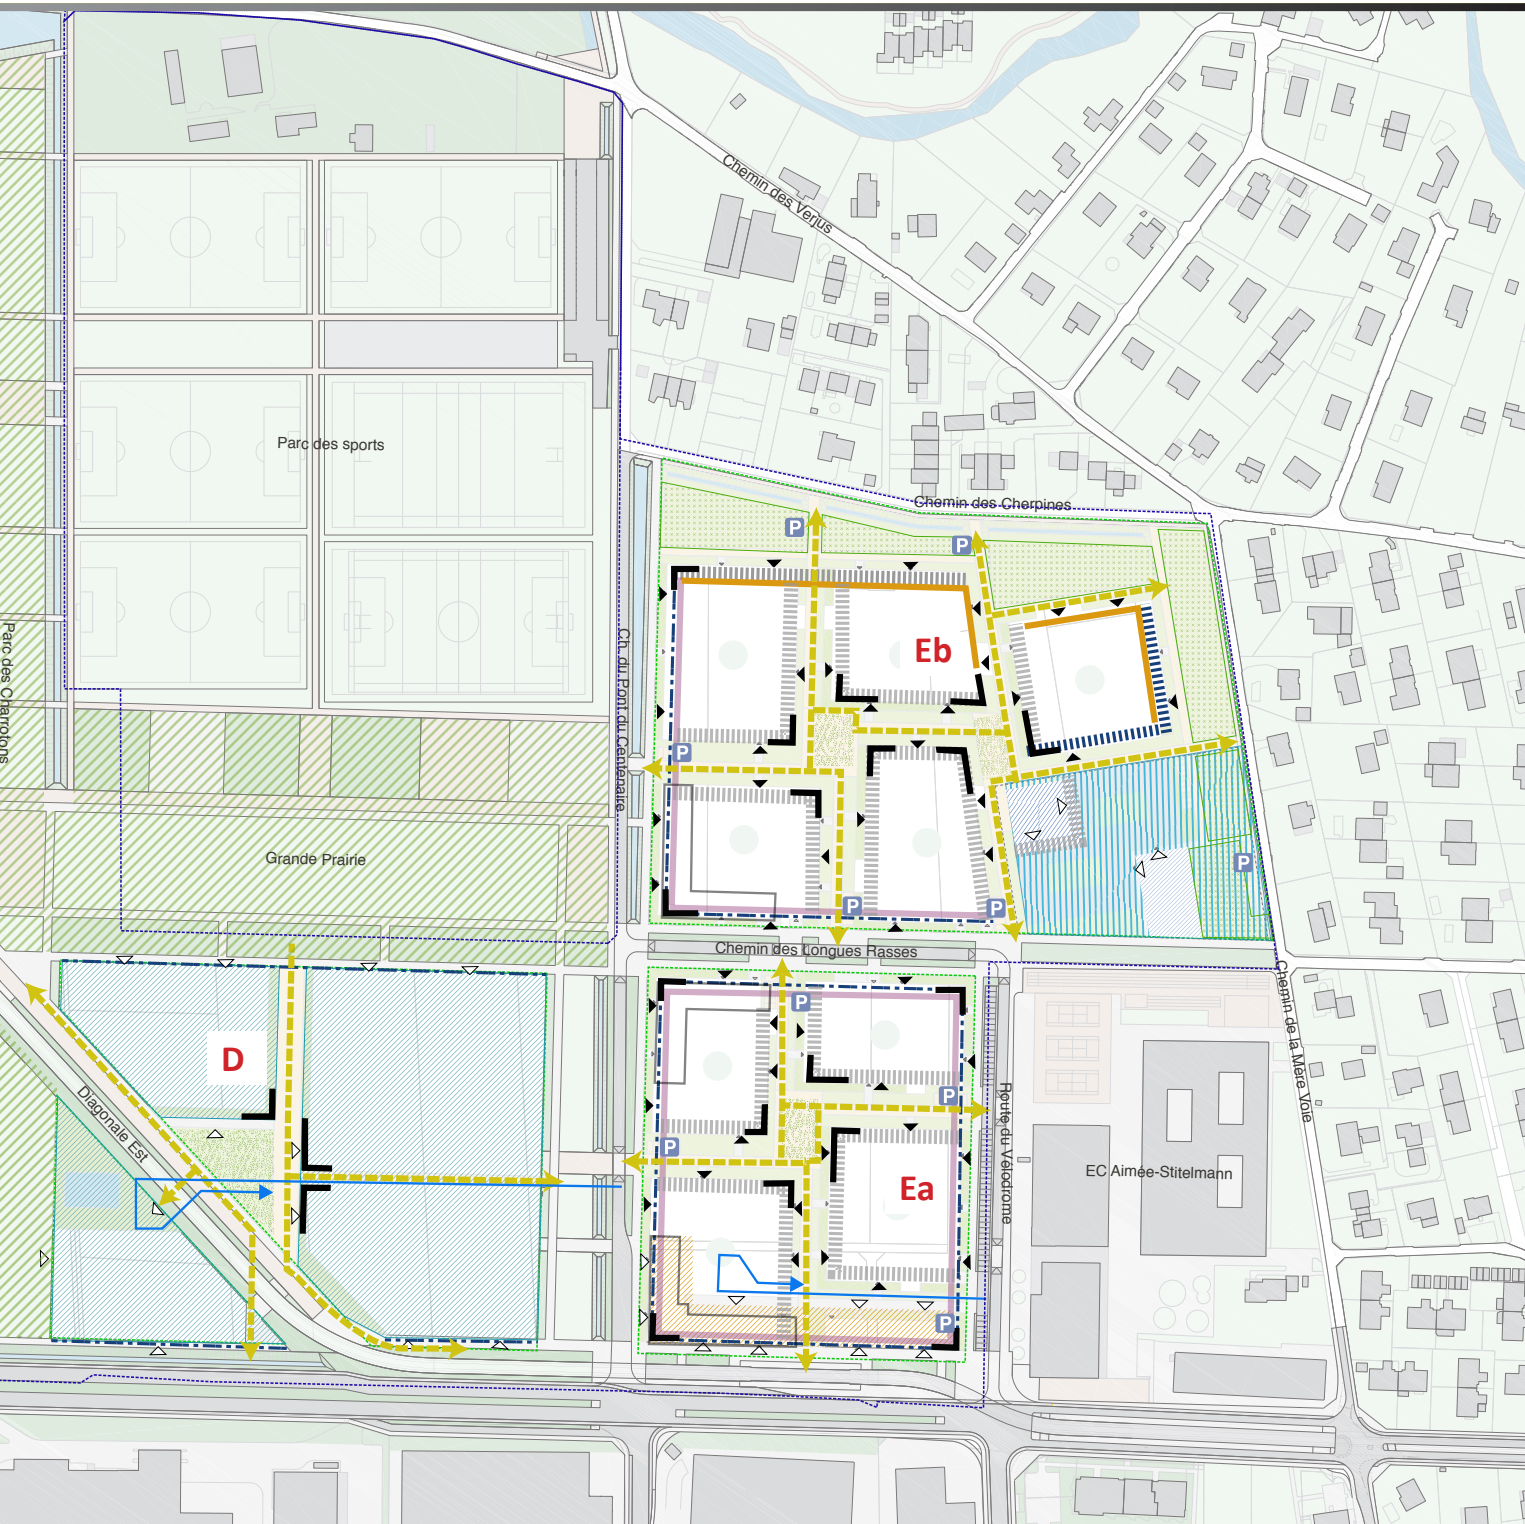 Chemin des Verjus
Parc des sports
Chemin des Cherpines
P
P
Parc des Charrotons
Ch. du Pont du Centenaire
Eb
P
Grande Prairie
P
P
P
Chemin des Longues Rasses
Chemin de la Mère Voie
D
P
Diagonale Est
P
Route du Vélodrome
P
EC Aimée-Stitelmann
Ea
P